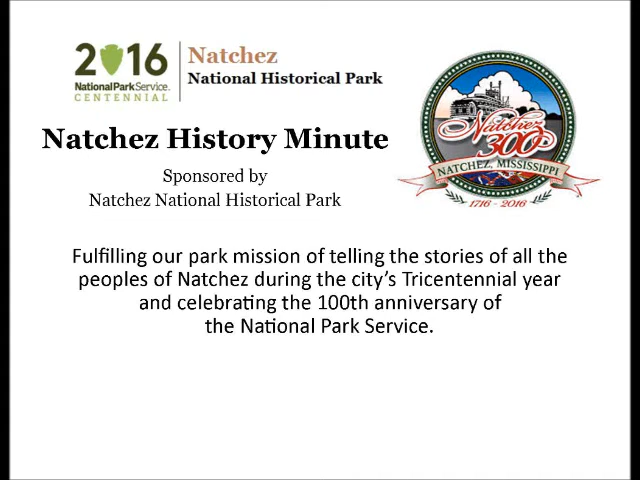 2016
National Park Service
CENTENNIAL
Natchez
National Historical Park
Natchez
300
NATCHEZ, MISSISSIPPI
1716 - 2016
Natchez History Minute
Sponsored by
Natchez National Historical Park
Fulfilling our park mission of telling the stories of all the
peoples of Natchez during the city's Tricentennial year
and celebrating the 100th anniversary of
the National Park Service.